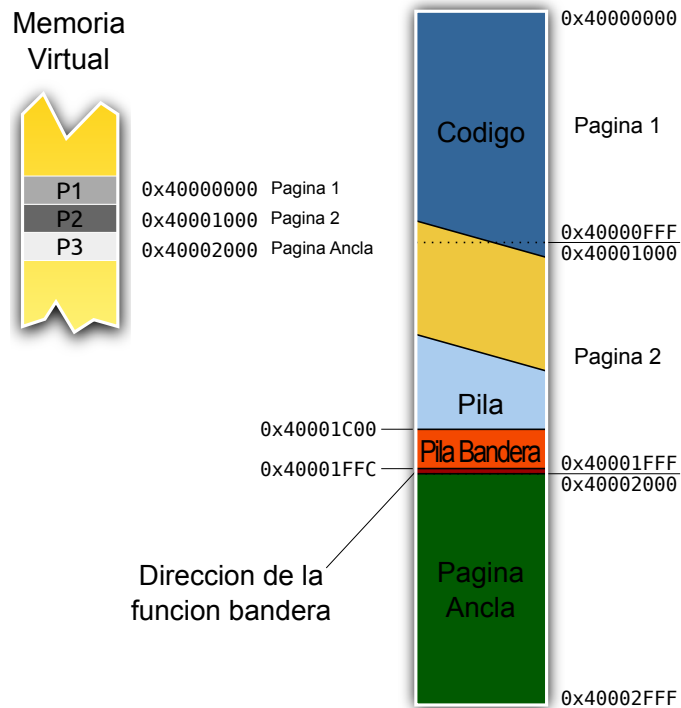 Memoria
Virtual
P1
P2
P3
0x40000000 Pagina 1
0x40001000 Pagina 2
0x40002000 Pagina Ancla
0x40000000
Codigo
Pagina 1
0x40000FFF
0x40001000
Pagina 2
Pila
0x40001C00
Pila Bandera
0x40001FFC
0x40001FFF
0x40002000
Direccion de la
funcion bandera
Pagina
Ancla
0x40002FFF